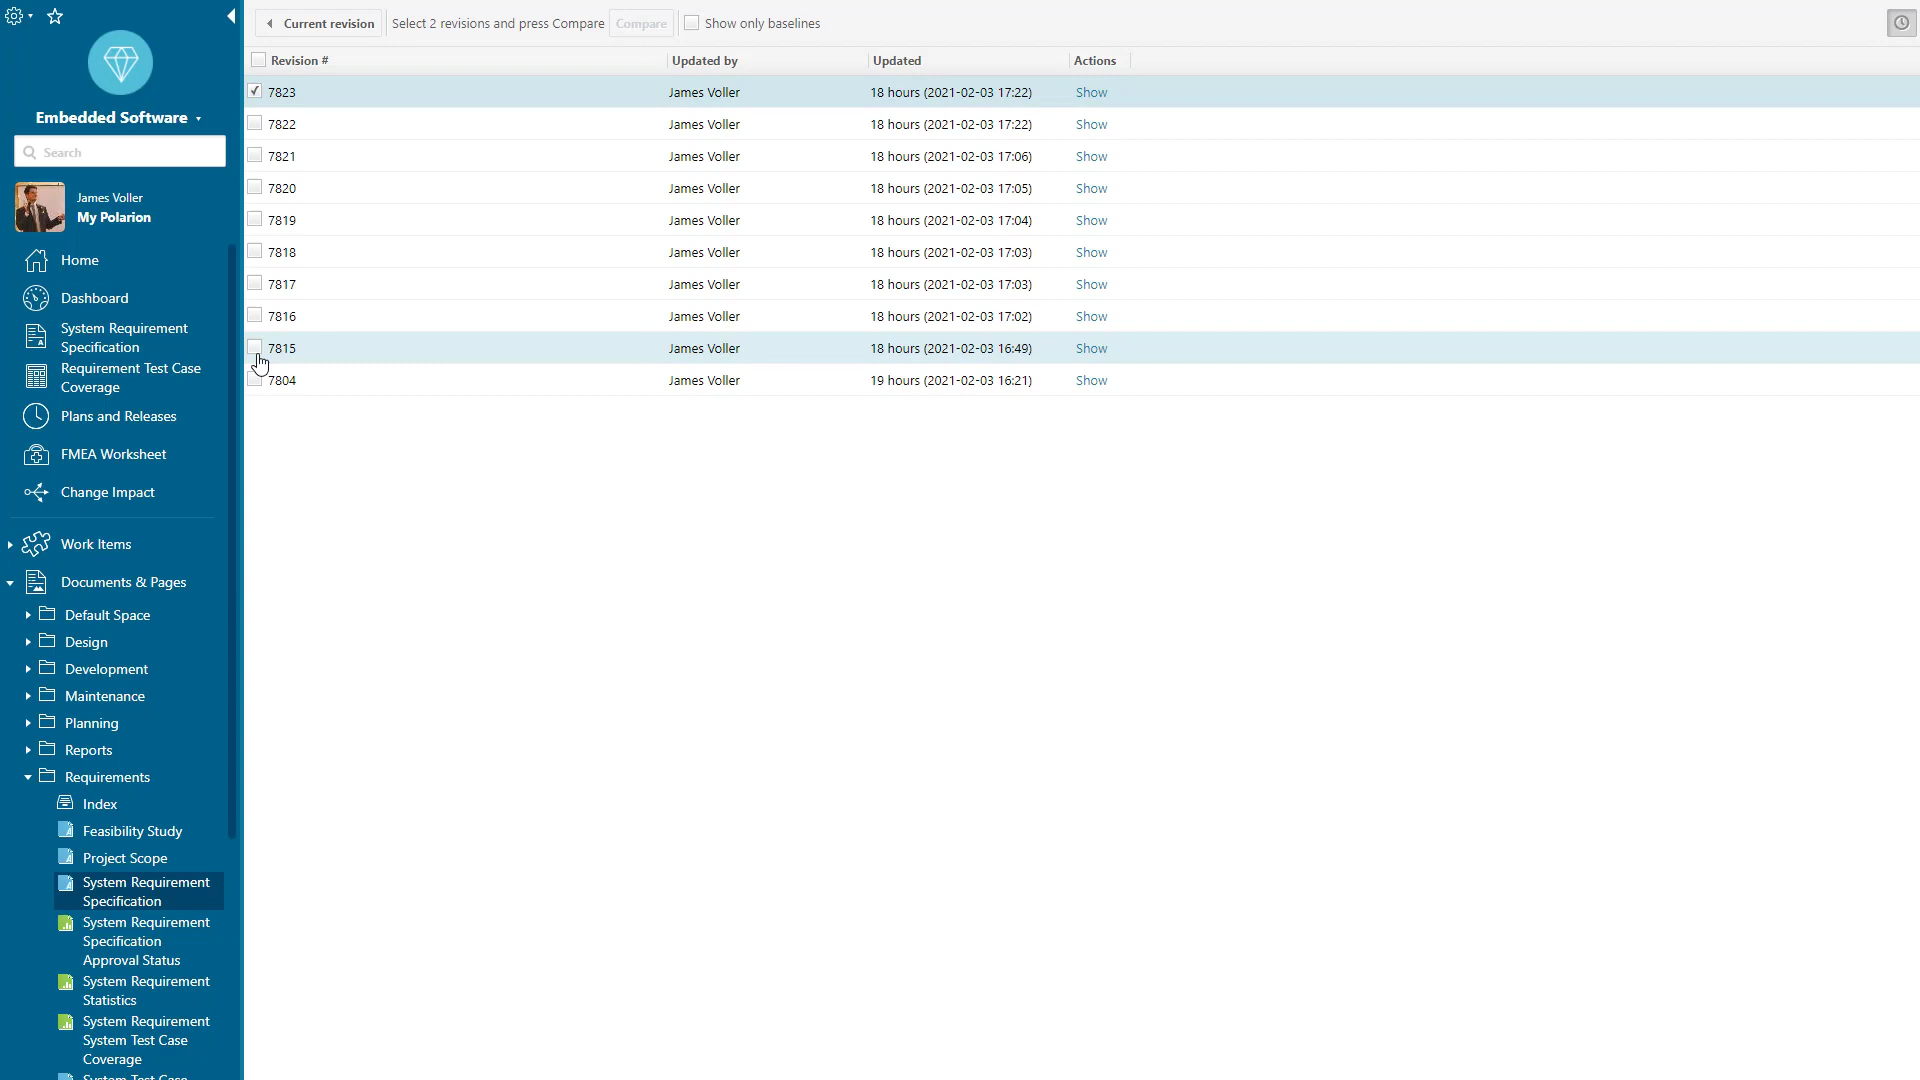 Current revision Select 2 revisions and press Compare Compare Show only baselines
Revision # Updated by Updated Actions
7823 James Voller 18 hours (2021-02-03 17:22) Show
7822 James Voller 18 hours (2021-02-03 17:22) Show
7821 James Voller 18 hours (2021-02-03 17:06) Show
7820 James Voller 18 hours (2021-02-03 17:05) Show
7819 James Voller 18 hours (2021-02-03 17:04) Show
7818 James Voller 18 hours (2021-02-03 17:03) Show
7817 James Voller 18 hours (2021-02-03 17:03) Show
7816 James Voller 18 hours (2021-02-03 17:02) Show
7815 James Voller 18 hours (2021-02-03 16:49) Show
7804 James Voller 19 hours (2021-02-03 16:21) Show
Embedded Software
Search
James Voller
My Polarion
Home
Dashboard
System Requirement
Specification
Requirement Test Case
Coverage
Plans and Releases
FMEA Worksheet
Change Impact
Work Items
Documents & Pages
Default Space
Design
Development
Maintenance
Planning
Reports
Requirements
Index
Feasibility Study
Project Scope
System Requirement
Specification
System Requirement
Specification
Approval Status
System Requirement
Statistics
System Requirement
System Test Case
Coverage
System Test Case